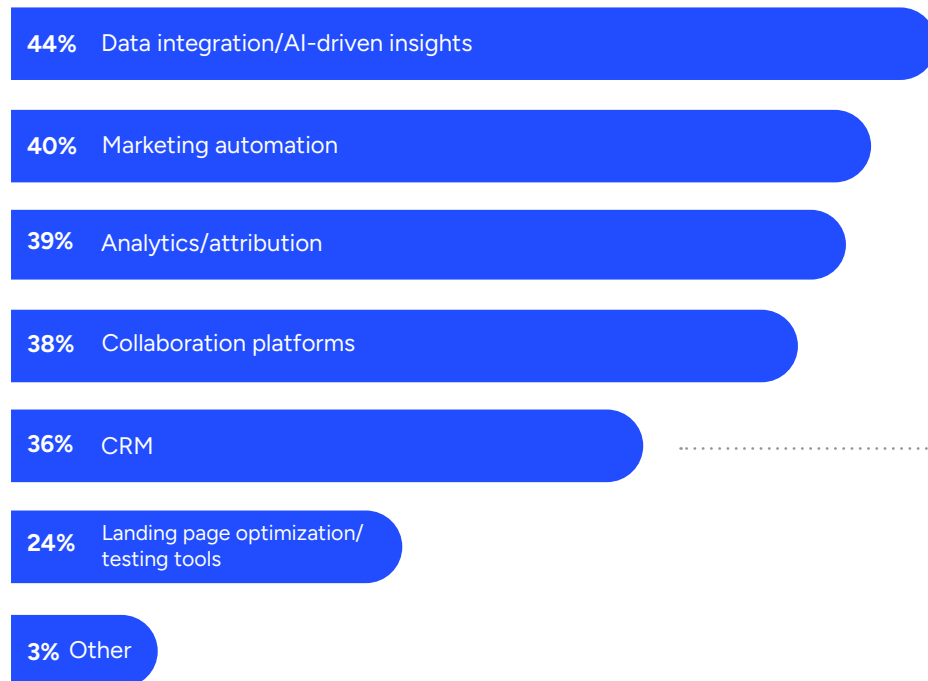 44% Data integration/AI-driven insights
40% Marketing automation
39% Analytics/attribution
38% Collaboration platforms
36% CRM
24% Landing page optimization/
testing tools
3% Other